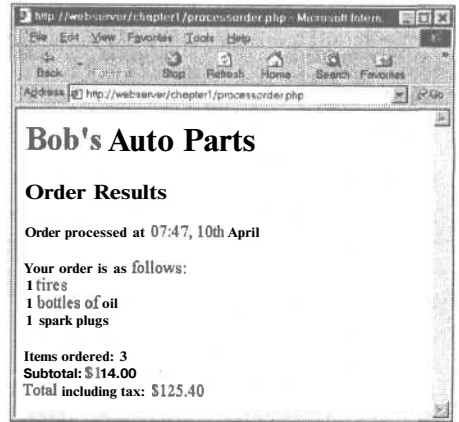 http://webserver/chapter1/processorder.php - Microsoft Intern
File Edit View Favorites Tools Help
Back Forward Stop Refresh Home Search Favorites
Address http://webserver/chapter1/processorder.php Go
Bob's Auto Parts
Order Results
Order processed at 07:47, 10th April
Your order is as follows:
1 tires
1 bottles of oil
1 spark plugs
Items ordered: 3
Subtotal: $114.00
Total including tax: $125.40